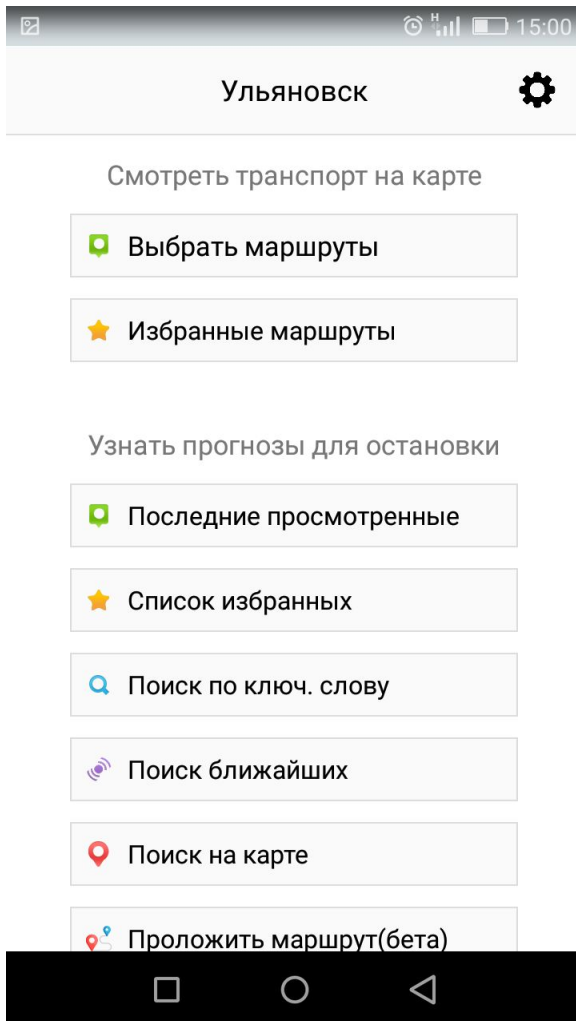 H 15:00
Ульяновск
Смотреть транспорт на карте
Выбрать маршруты
Избранные маршруты
Узнать прогнозы для остановки
Последние просмотренные
Список избранных
Поиск по ключ. слову
Поиск ближайших
Поиск на карте
Проложить маршрут(бета)